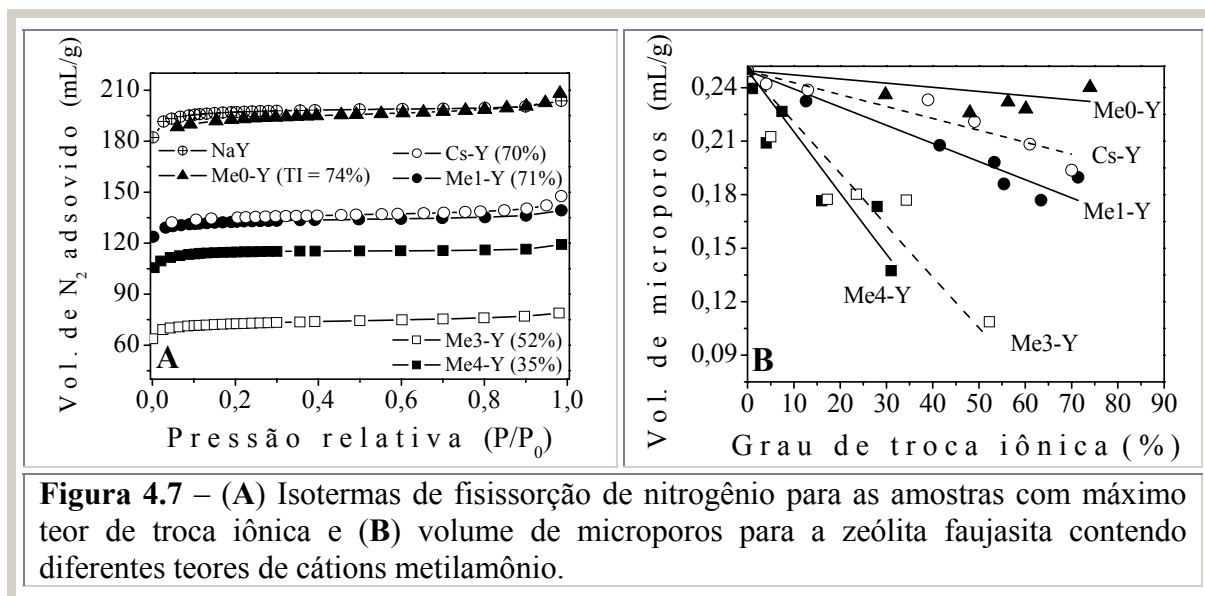 Vol. de N2 adsovido (mL/g)
210
180
150
120
90
60
NaY
Me0-Y (TI = 74%)
Cs-Y (70%)
Me1-Y (71%)
Me3-Y (52%)
Me4-Y (35%)
A
0,0 0,2 0,4 0,6 0,8 1,0
Pressão relativa (P/P0)
Vol. de microporos (mL/g)
0,24
0,21
0,18
0,15
0,12
0,09
Me0-Y
Cs-Y
Me1-Y
Me4-Y
Me3-Y
B
0 10 20 30 40 50 60 70 80 90
Grau de troca iônica (%)
Figura 4.7 – (A) Isotermas de fisissorção de nitrogênio para as amostras com máximo
teor de troca iônica e (B) volume de microporos para a zeólita faujasita contendo
diferentes teores de cátions metilamônio.